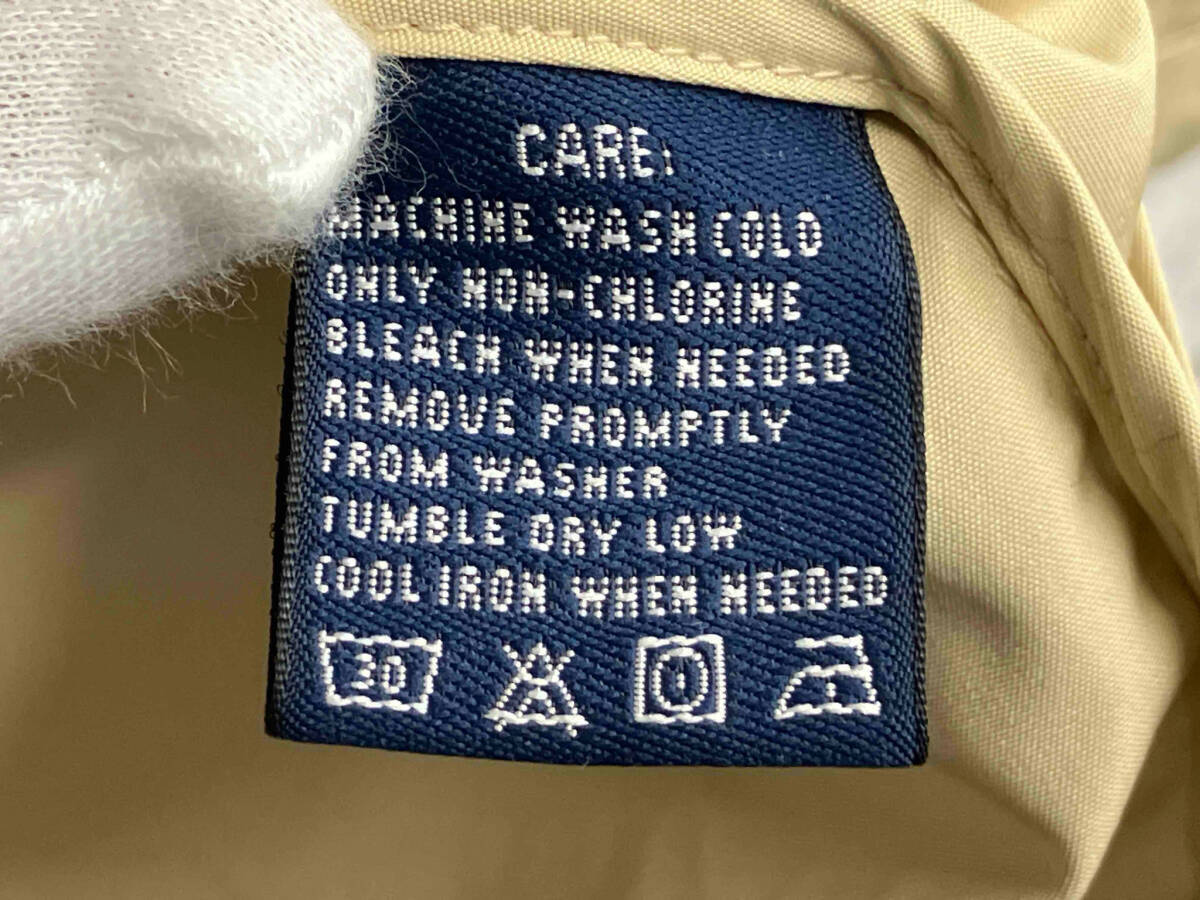 CARE:
MACHINE WASH COLD
ONLY NON-CHLORINE
BLEACH WHEN NEEDED
REMOVE PROMPTLY
FROM WASHER
TUMBLE DRY LOW
COOL IRON WHEN NEEDED
30